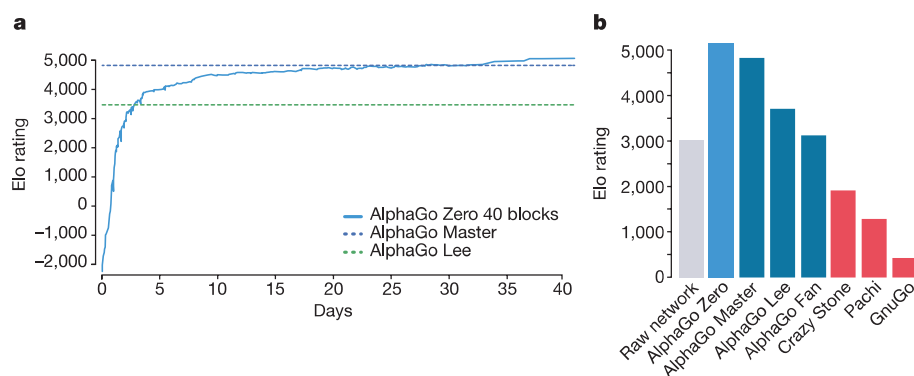 a
5,000
4,000
3,000
2,000
1,000
0
−1,000
−2,000
Elo rating
0 5 10 15 20 25 30 35 40
Days
AlphaGo Zero 40 blocks
AlphaGo Master
AlphaGo Lee
b
5,000
4,000
3,000
2,000
1,000
0
Elo rating
Raw network
AlphaGo Zero
AlphaGo Master
AlphaGo Lee
AlphaGo Fan
Crazy Stone
Pachi
GnuGo